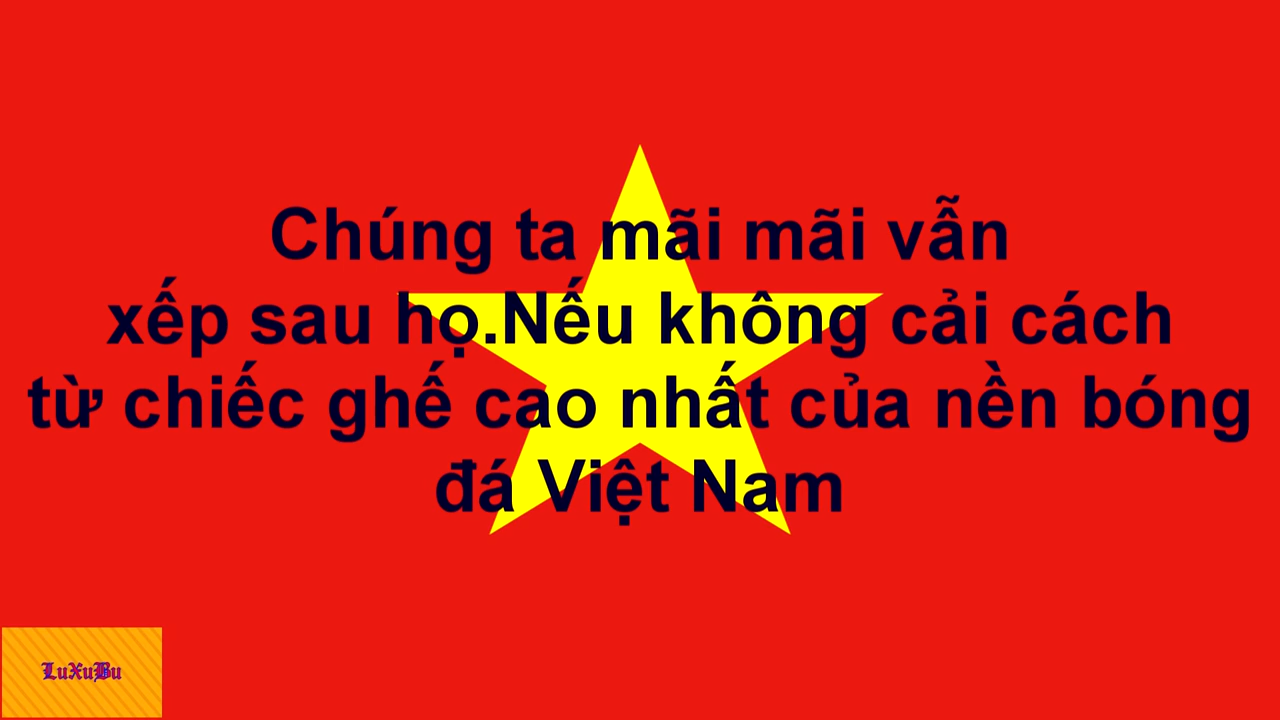 Chúng ta mãi mãi vẫn
xếp sau họ.Nếu không cải cách
từ chiếc ghế cao nhất của nền bóng
đá Việt Nam
LuXuBu